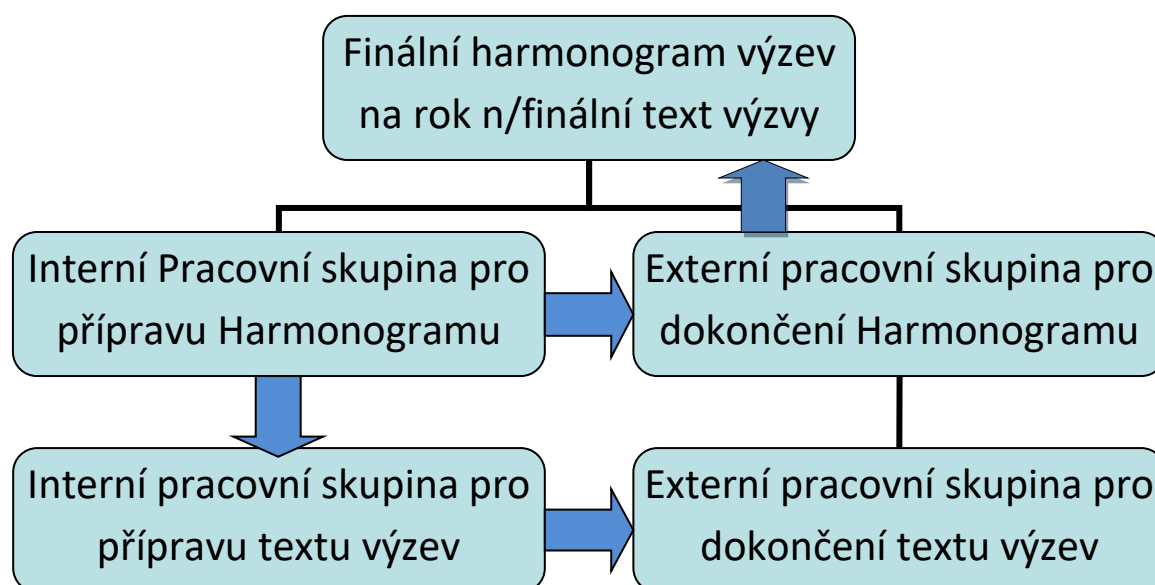 Finální harmonogram výzev
na rok n/finální text výzvy
Interní Pracovní skupina pro
přípravu Harmonogramu
Externí pracovní skupina pro
dokončení Harmonogramu
Interní pracovní skupina pro
přípravu textu výzev
Externí pracovní skupina pro
dokončení textu výzev